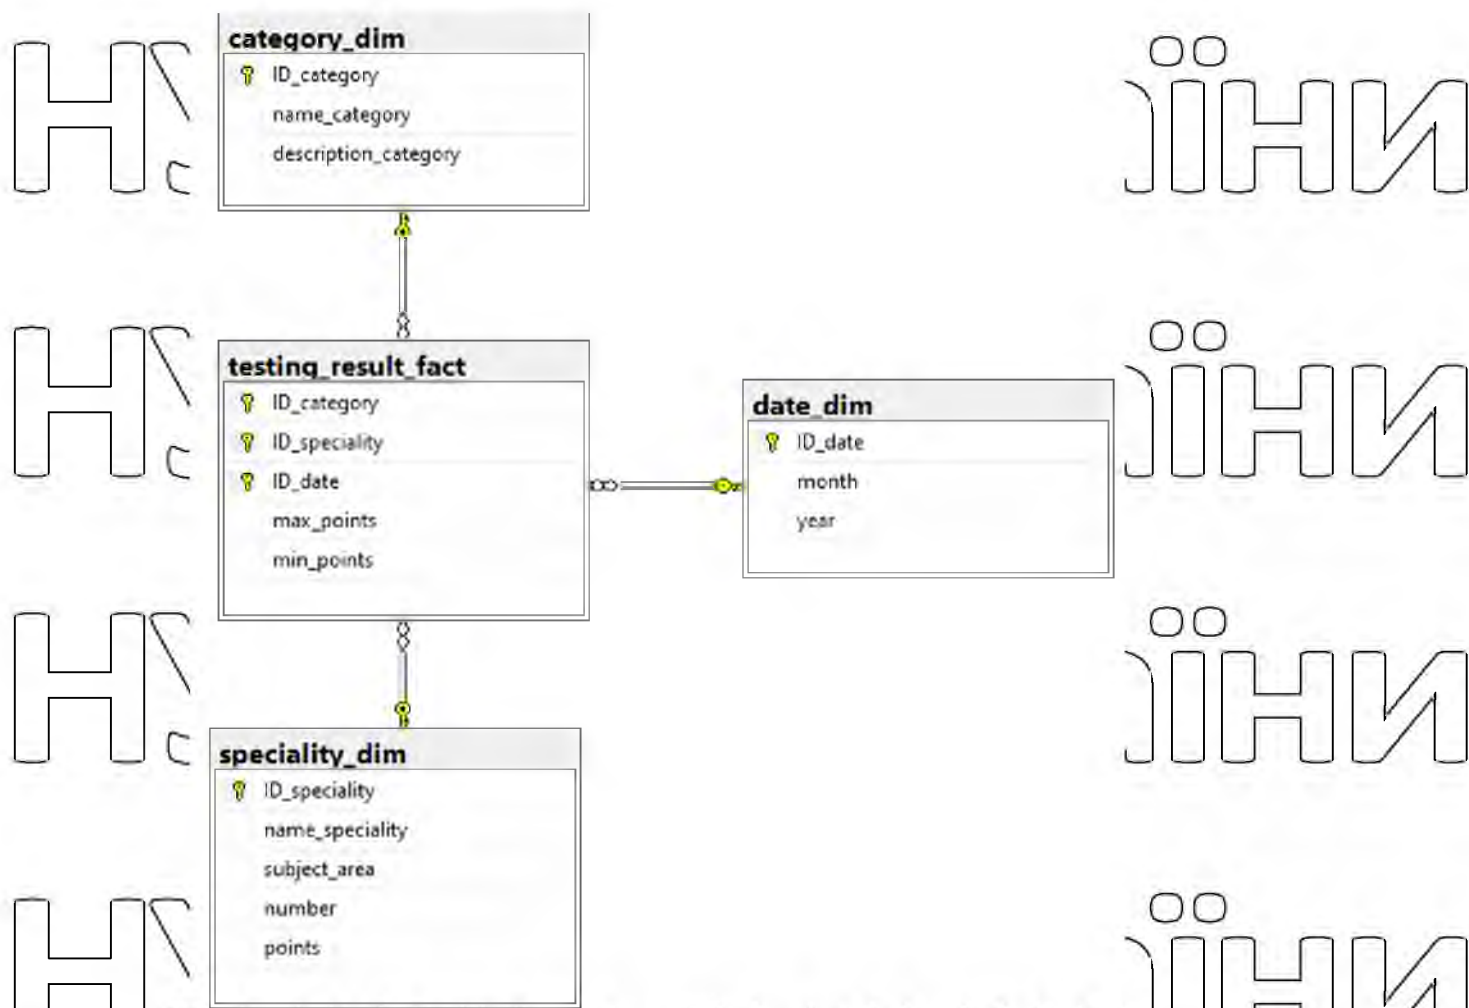 category_dim
ID_category
name_category
description_category
testing_result_fact
ID_category
ID_speciality
ID_date
max_points
min_points
date_dim
ID_date
month
year
speciality_dim
ID_speciality
name_speciality
subject_area
number
points